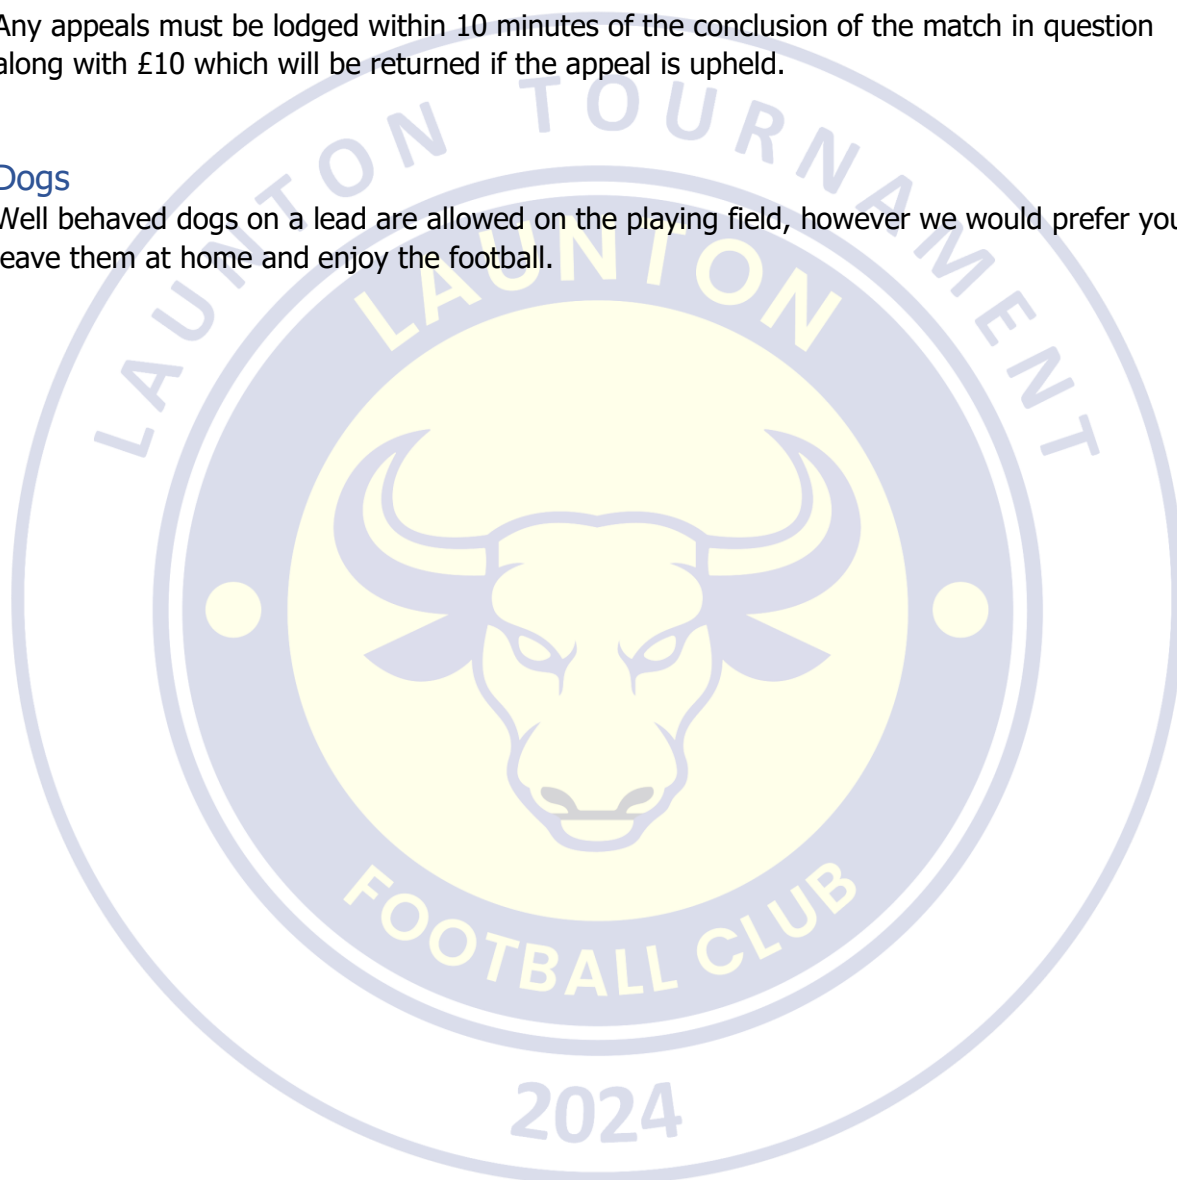 Any appeals must be lodged within 10 minutes of the conclusion of the match in question
along with £10 which will be returned if the appeal is upheld.
LAUNTON TOURNAMENT
Dogs
Well behaved dogs on a lead are allowed on the playing field, however we would prefer you
leave them at home and enjoy the football.
LAUNTON
FOOTBALL CLUB
2024